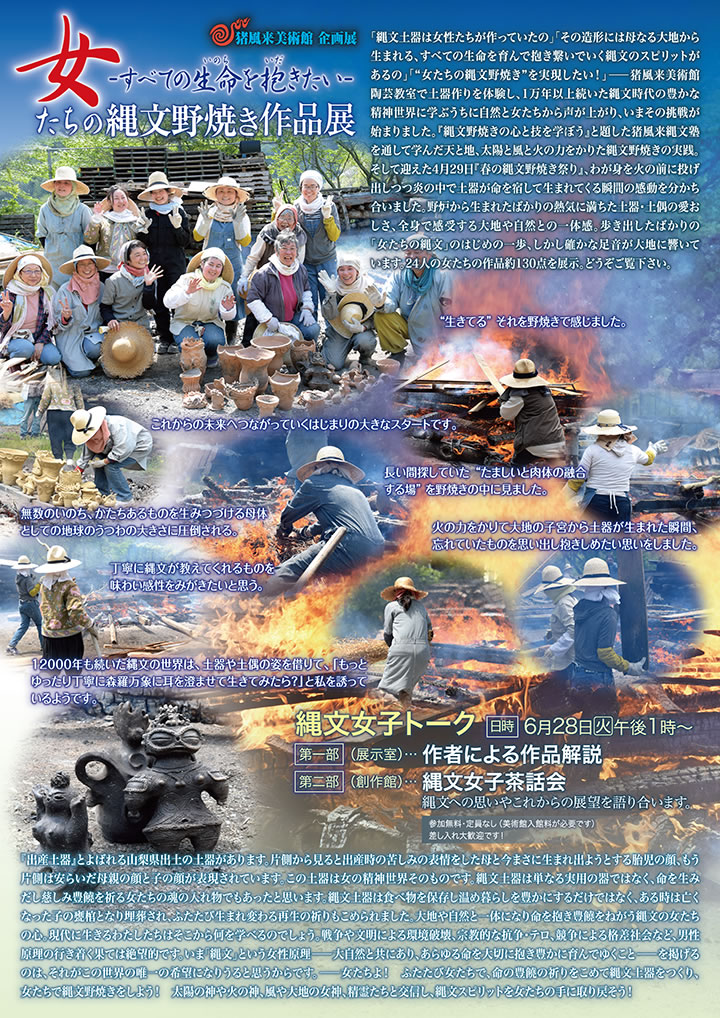 猪風来美術館 企画展
女
-すべての生命を抱きたい-
いのち
いだ
たちの縄文野焼き作品展
「縄文土器は女性たちが作っていたの」「その造形には母なる大地から
生まれる、すべての生命を育んで抱き繋いでいく縄文のスピリットが
あるの」「“女たちの縄文野焼き”を実現したい!」――猪風来美術館
陶芸教室で土器作りを体験し、1万年以上続いた縄文時代の豊かな
精神世界に学ぶうちに自然と女たちから声が上がり、いまその挑戦が
始まりました。『縄文野焼きの心と技を学ぼう』と題した猪風来縄文塾
を通して学んだ天と地、太陽と風と火の力をかりた縄文野焼きの実践。
そして迎えた4月29日『春の縄文野焼き祭り』、わが身を火の前に投げ
出しつつ炎の中で土器が命を宿して生まれてくる瞬間の感動を分かち
合いました。野炉から生まれたばかりの熱気に満ちた土器・土偶の愛お
しさ、全身で感受する大地や自然との一体感。歩き出したばかりの
「女たちの縄文」のはじめの一歩、しかし確かな足音が大地に響いて
います。24人の女たちの作品約130点を展示。どうぞご覧下さい。
“生きてる” それを野焼きで感じました。
これからの未来へつながっていくはじまりの大きなスタートです。
長い間探していた “たましいと肉体の融合
する場” を野焼きの中に見ました。
無数のいのち、かたちあるものを生みつづける母体
としての地球のうつわの大きさに圧倒される。
火の力をかりて大地の子宮から土器が生まれた瞬間、
忘れていたものを思い出し抱きしめたい思いをしました。
丁寧に縄文が教えてくれるものを
味わい感性をみがきたいと思う。
12000年も続いた縄文の世界は、土器や土偶の姿を借りて、「もっと
ゆったり丁寧に森羅万象に耳を澄ませて生きてみたら?」と私を誘って
いるようです。
縄文女子トーク 日時 6月28日㊋午後1時～
第一部 (展示室)… 作者による作品解説
第二部 (創作館)… 縄文女子茶話会
縄文への思いやこれからの展望を語り合います。
参加無料・定員なし(美術館入館料が必要です)
差し入れ大歓迎です!
『出産土器』とよばれる山梨県出土の土器があります。片側から見ると出産時の苦しみの表情をした母と今まさに生まれ出ようとする胎児の顔、もう
片側は安らいだ母親の顔と子の顔が表現されています。この土器は女の精神世界そのものです。縄文土器は単なる実用の器ではなく、命を生み
だし慈しみ豊饒を祈る女たちの魂の入れ物でもあったと思います。縄文土器は食べ物を保存し温め暮らしを豊かにするだけではなく、ある時は亡く
なった子の甕棺となり埋葬され、ふたたび生まれ変わる再生の祈りもこめられました。大地や自然と一体になり命を抱き豊饒をねがう縄文の女たち
の心。現代に生きるわたしたちはそこから何を学べるのでしょう。戦争や文明による環境破壊、宗教的な抗争・テロ、競争による格差社会など、男性
原理の行き着く果ては絶望的です。いま「縄文」という女性原理――大自然と共にあり、あらゆる命を大切に抱き豊かに育んでゆくこと――を掲げる
のは、それがこの世界の唯一の希望になりうると思うからです。――女たちよ! ふたたび女たちで、命の豊饒の祈りをこめて縄文土器をつくり、
女たちで縄文野焼きをしよう! 太陽の神や火の神、風や大地の女神、精霊たちと交信し、縄文スピリットを女たちの手に取り戻そう!